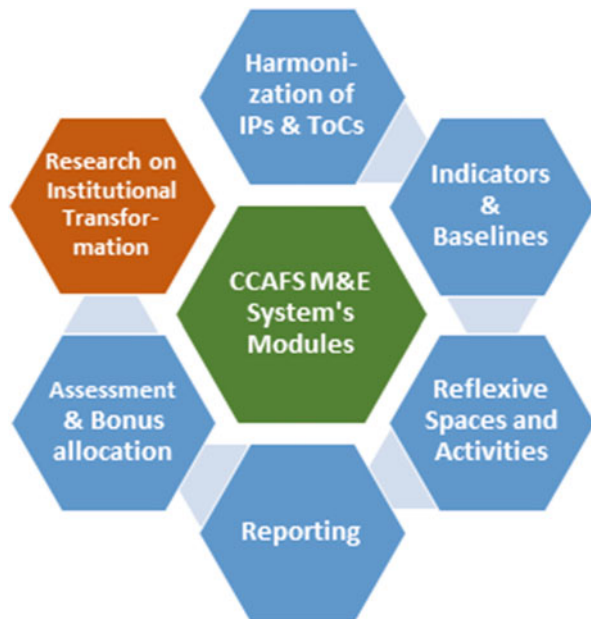 Harmoni-
zation of
IPs & ToCs
Indicators
&
Baselines
Reflexive
Spaces and
Activities
Reporting
Assessment
& Bonus
allocation
Research on
Institutional
Transfor-
mation
CCAFS M&E
System's
Modules